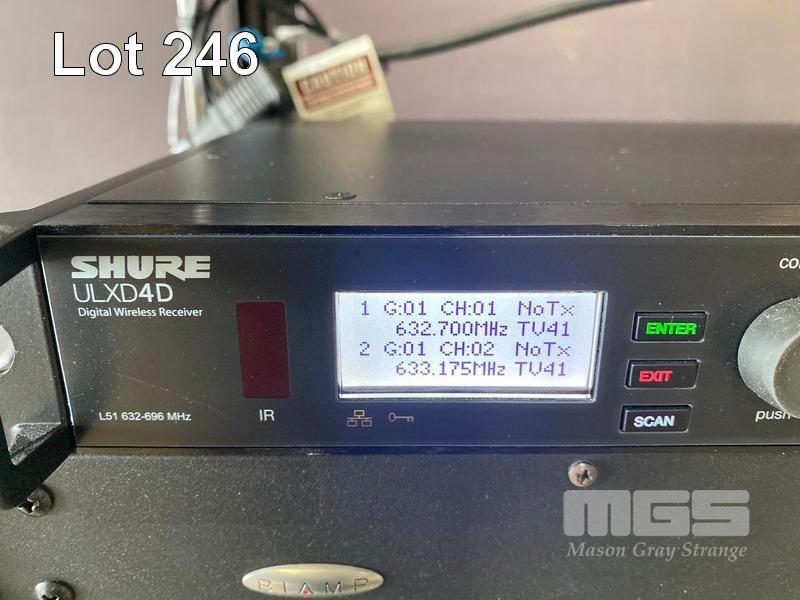 Lot 246
SHURE
ULXD4D
Digital Wireless Receiver
L51 632-696 MHz
IR
1 G:01 CH:01 NoTx
632.700MHz TV41
2 G:01 CH:02 NoTx
633.175MHz TV41
ENTER
EXIT
SCAN
push
MGS
Mason Gray Strange
BIAMP